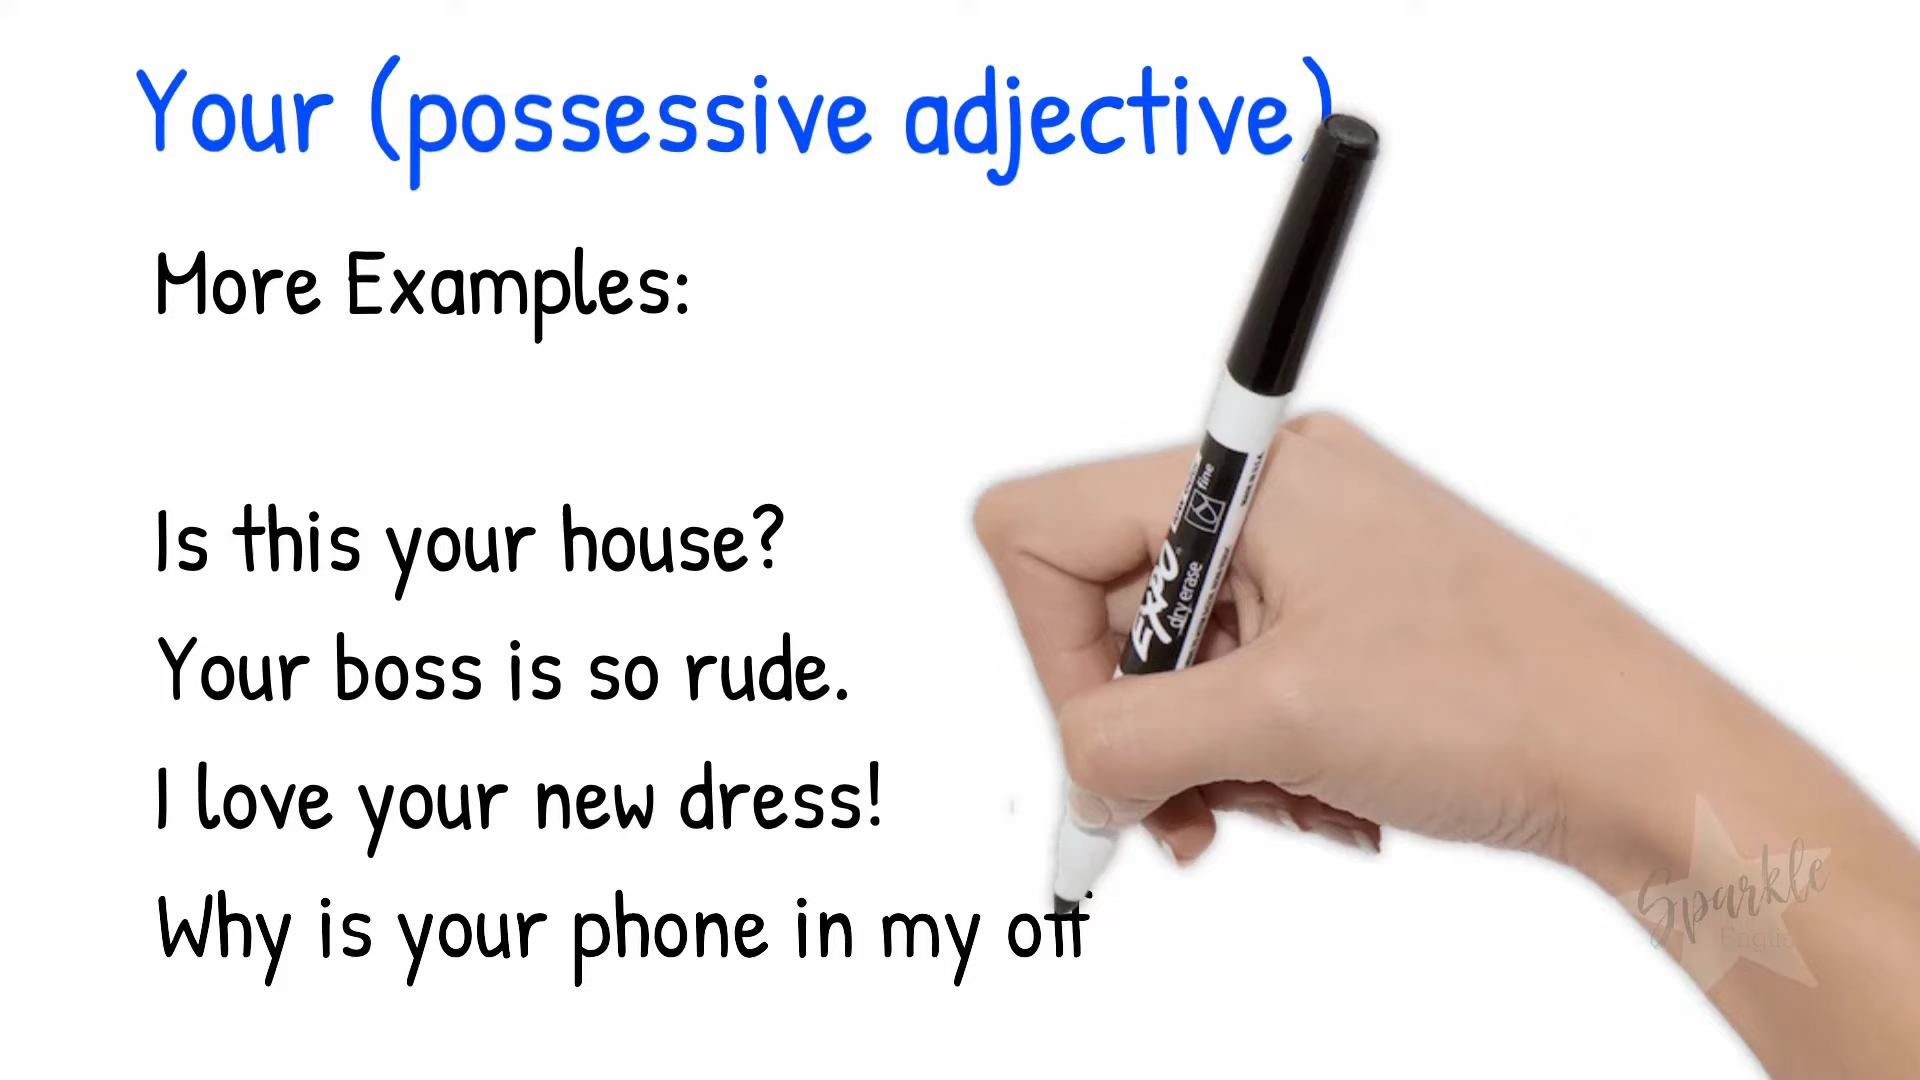 Your (possessive adjective)
More Examples:
Is this your house?
Your boss is so rude.
I love your new dress!
Why is your phone in my off
EXPO
dry erase
fine
Sparkle